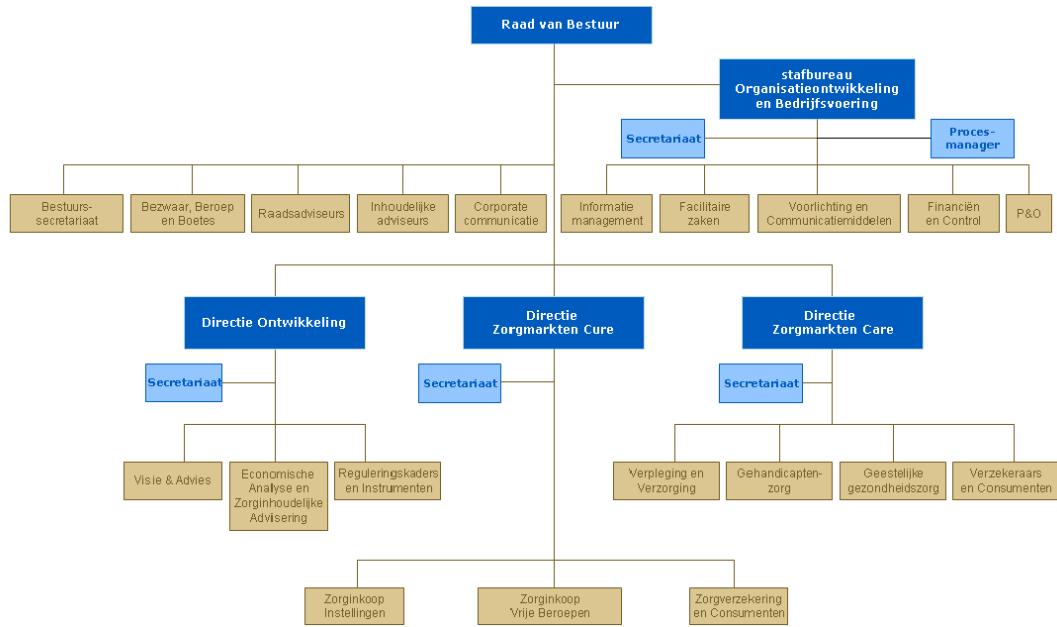 Raad van Bestuur
stafbureau
Organisatieontwikkeling
en Bedrijfsvoering
Secretariaat
Proces-
manager
Bestuurs-
secretariaat
Bezwaar, Beroep
en Boetes
Raadsadviseurs
Inhoudelijke
adviseurs
Corporate
communicatie
Informatie
management
Facilitaire
zaken
Voorlichting en
Communicatiemiddelen
Financiën
en Control
P&O
Directie Ontwikkeling
Directie
Zorgmarkten Cure
Directie
Zorgmarkten Care
Secretariaat
Secretariaat
Secretariaat
Visie & Advies
Economische
Analyse en
Zorginhoudelijke
Advisering
Reguleringskaders
en Instrumenten
Verpleging en
Verzorging
Gehandicapten-
zorg
Geestelijke
gezondheidszorg
Verzekeraars
en Consumenten
Zorginkoop
Instellingen
Zorginkoop
Vrije Beroepen
Zorgverzekering
en Consumenten